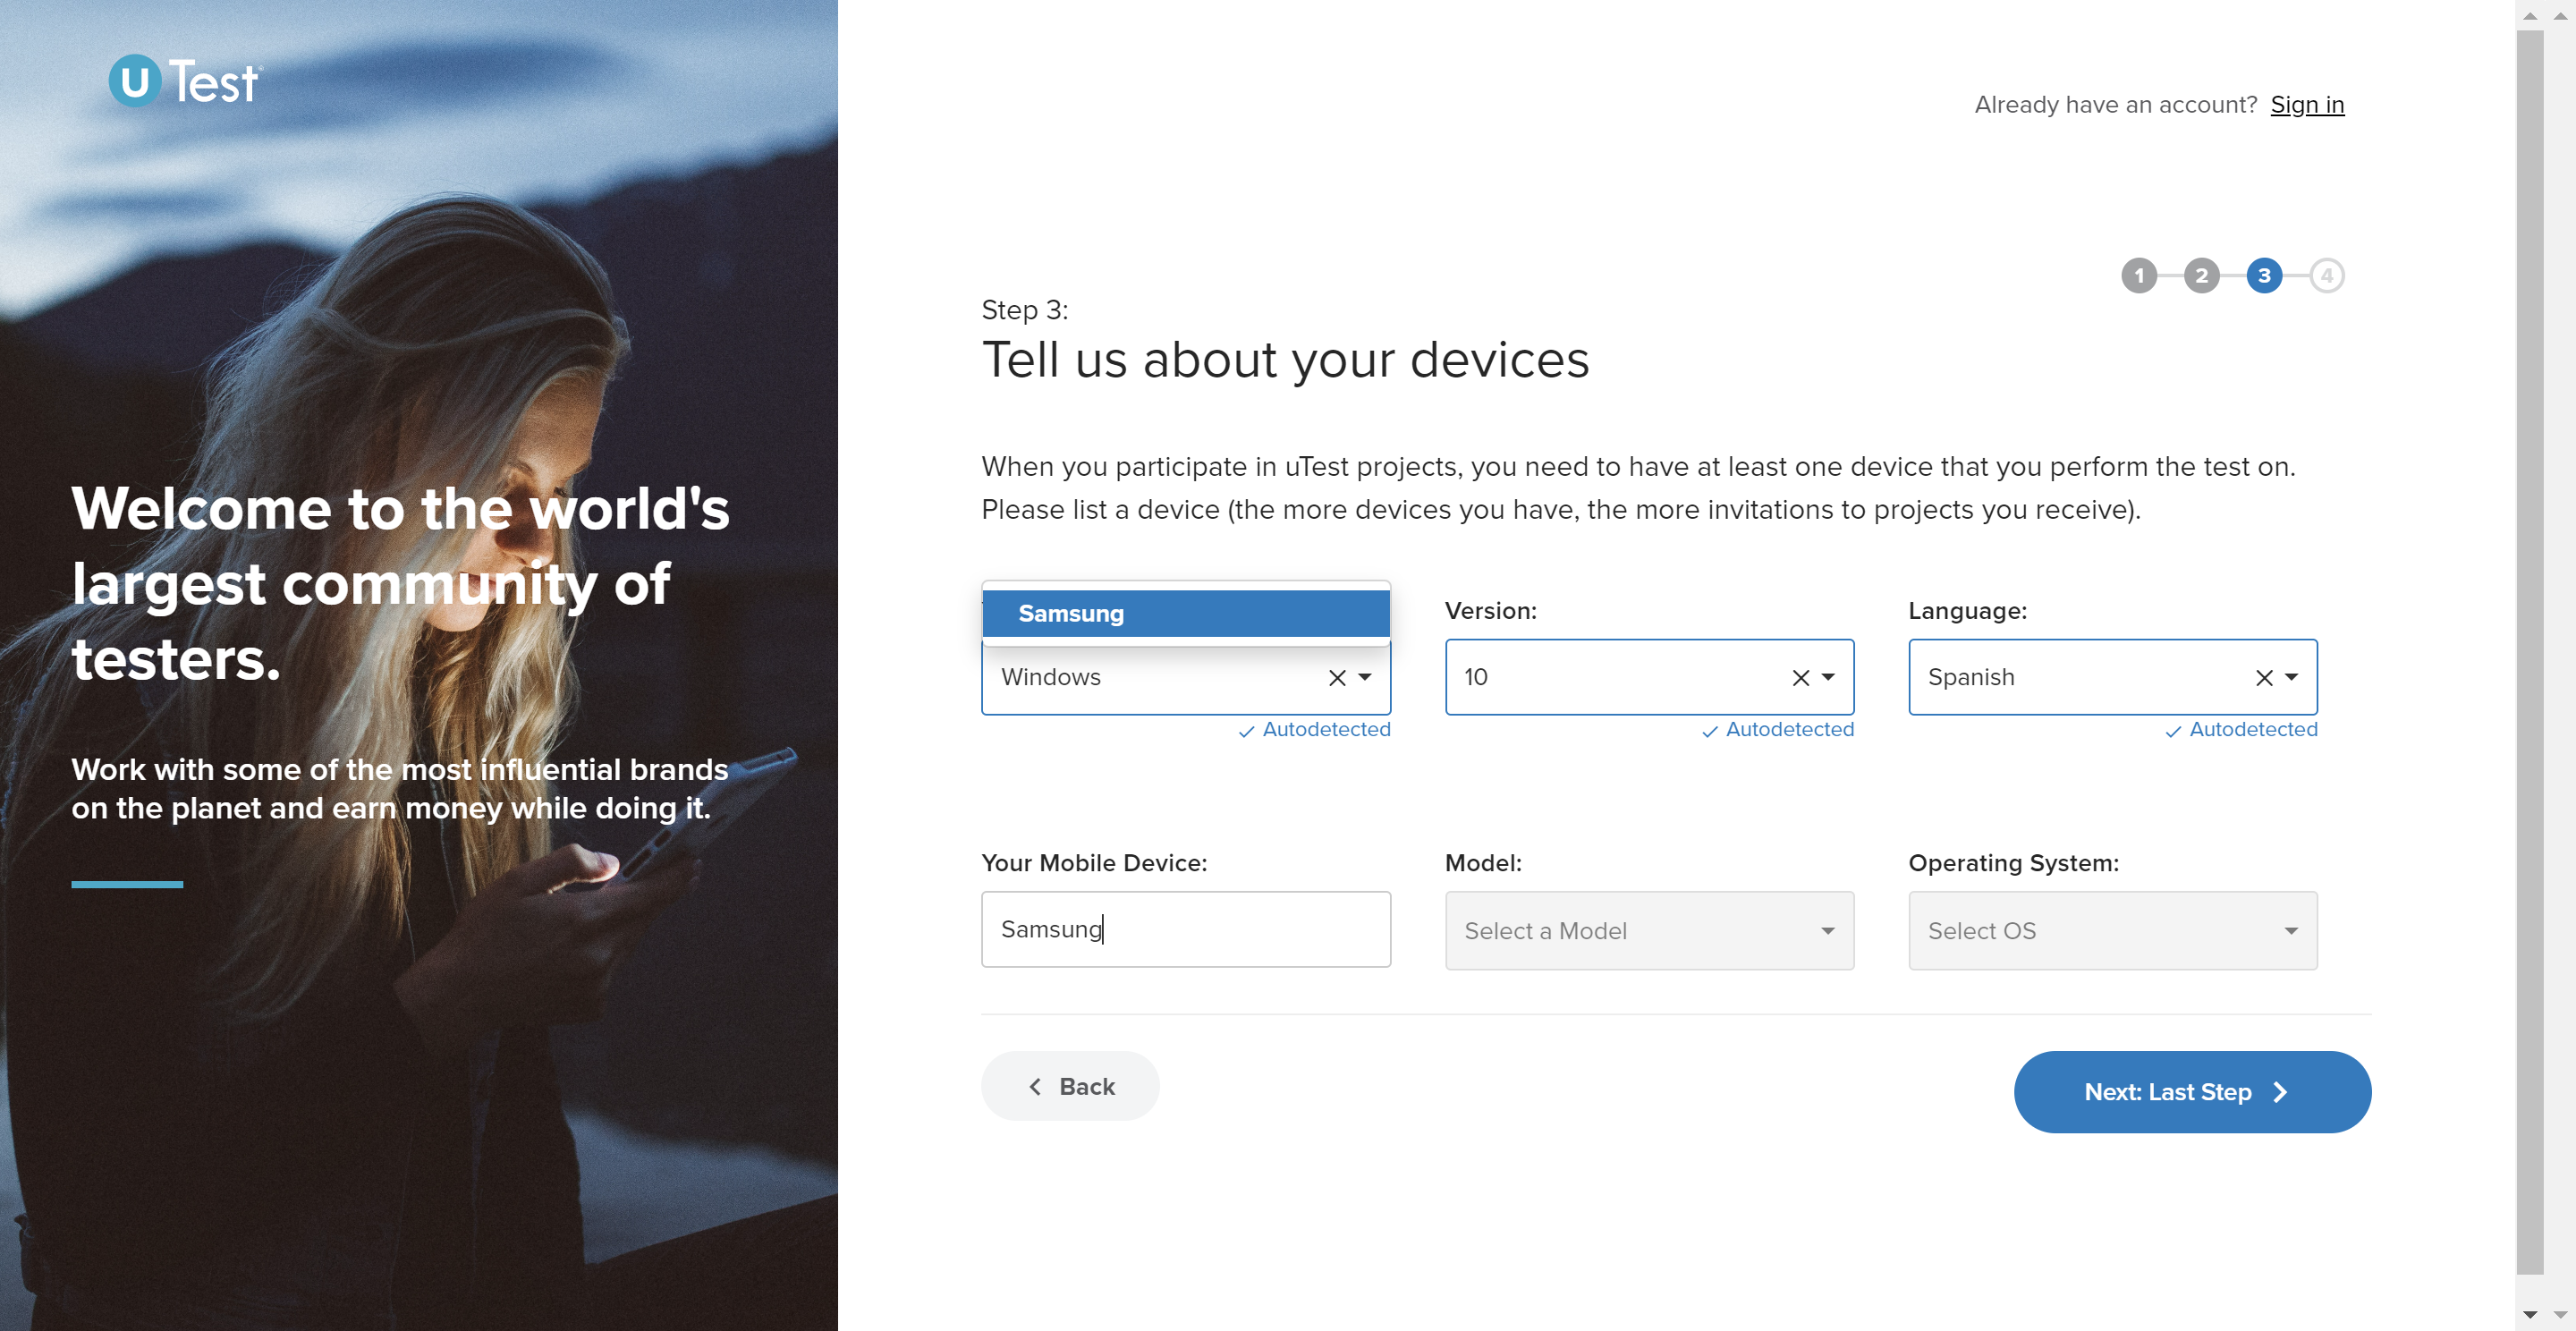 U Test
Already have an account? Sign in
1 2 3 4
Step 3:
Tell us about your devices
When you participate in uTest projects, you need to have at least one device that you perform the test on.
Please list a device (the more devices you have, the more invitations to projects you receive).
Welcome to the world's
largest community of
testers.
Work with some of the most influential brands
on the planet and earn money while doing it.
Samsung
Version:
Language:
Windows
10
Spanish
Autodetected
Autodetected
Autodetected
Your Mobile Device:
Model:
Operating System:
Samsung
Select a Model
Select OS
Back
Next: Last Step